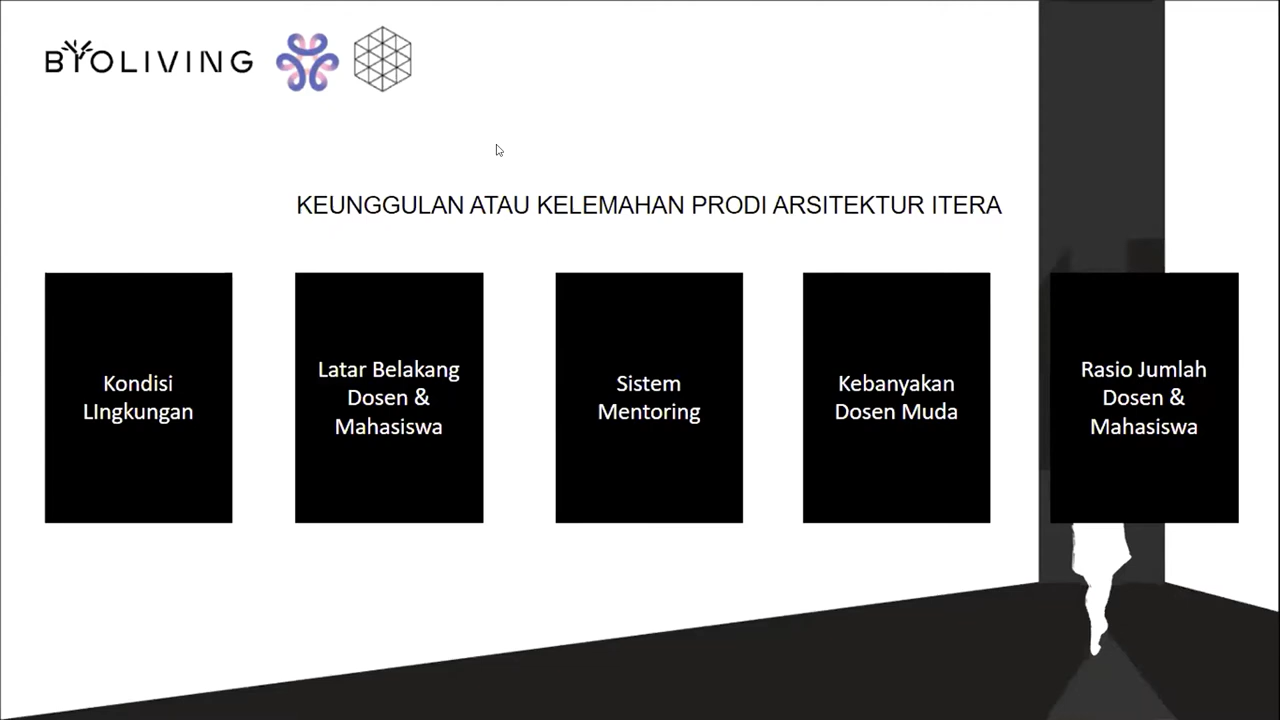 BYOLIVING
KEUNGGULAN ATAU KELEMAHAN PRODI ARSITEKTUR ITERA
Kondisi
LIngkungan
Latar Belakang
Dosen &
Mahasiswa
Sistem
Mentoring
Kebanyakan
Dosen Muda
Rasio Jumlah
Dosen &
Mahasiswa